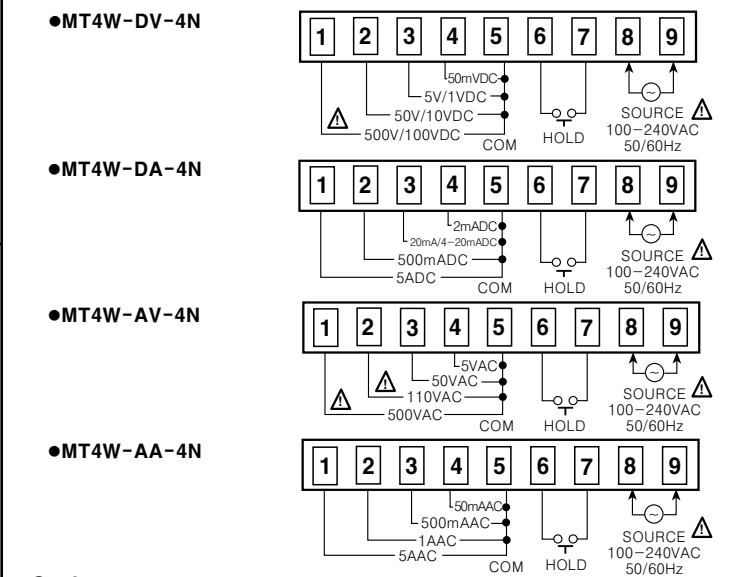 ●MT4W-DV-4N
1 2 3 4 5 6 7 8 9
50mVDC
5V/1VDC
50V/10VDC
500V/100VDC
COM
HOLD
SOURCE
100-240VAC
50/60Hz
●MT4W-DA-4N
1 2 3 4 5 6 7 8 9
2mADC
20mA/4-20mADC
500mADC
5ADC
COM
HOLD
SOURCE
100-240VAC
50/60Hz
●MT4W-AV-4N
1 2 3 4 5 6 7 8 9
5VAC
50VAC
110VAC
500VAC
COM
HOLD
SOURCE
100-240VAC
50/60Hz
●MT4W-AA-4N
1 2 3 4 5 6 7 8 9
50mAAC
500mAAC
1AAC
5AAC
COM
HOLD
SOURCE
100-240VAC
50/60Hz